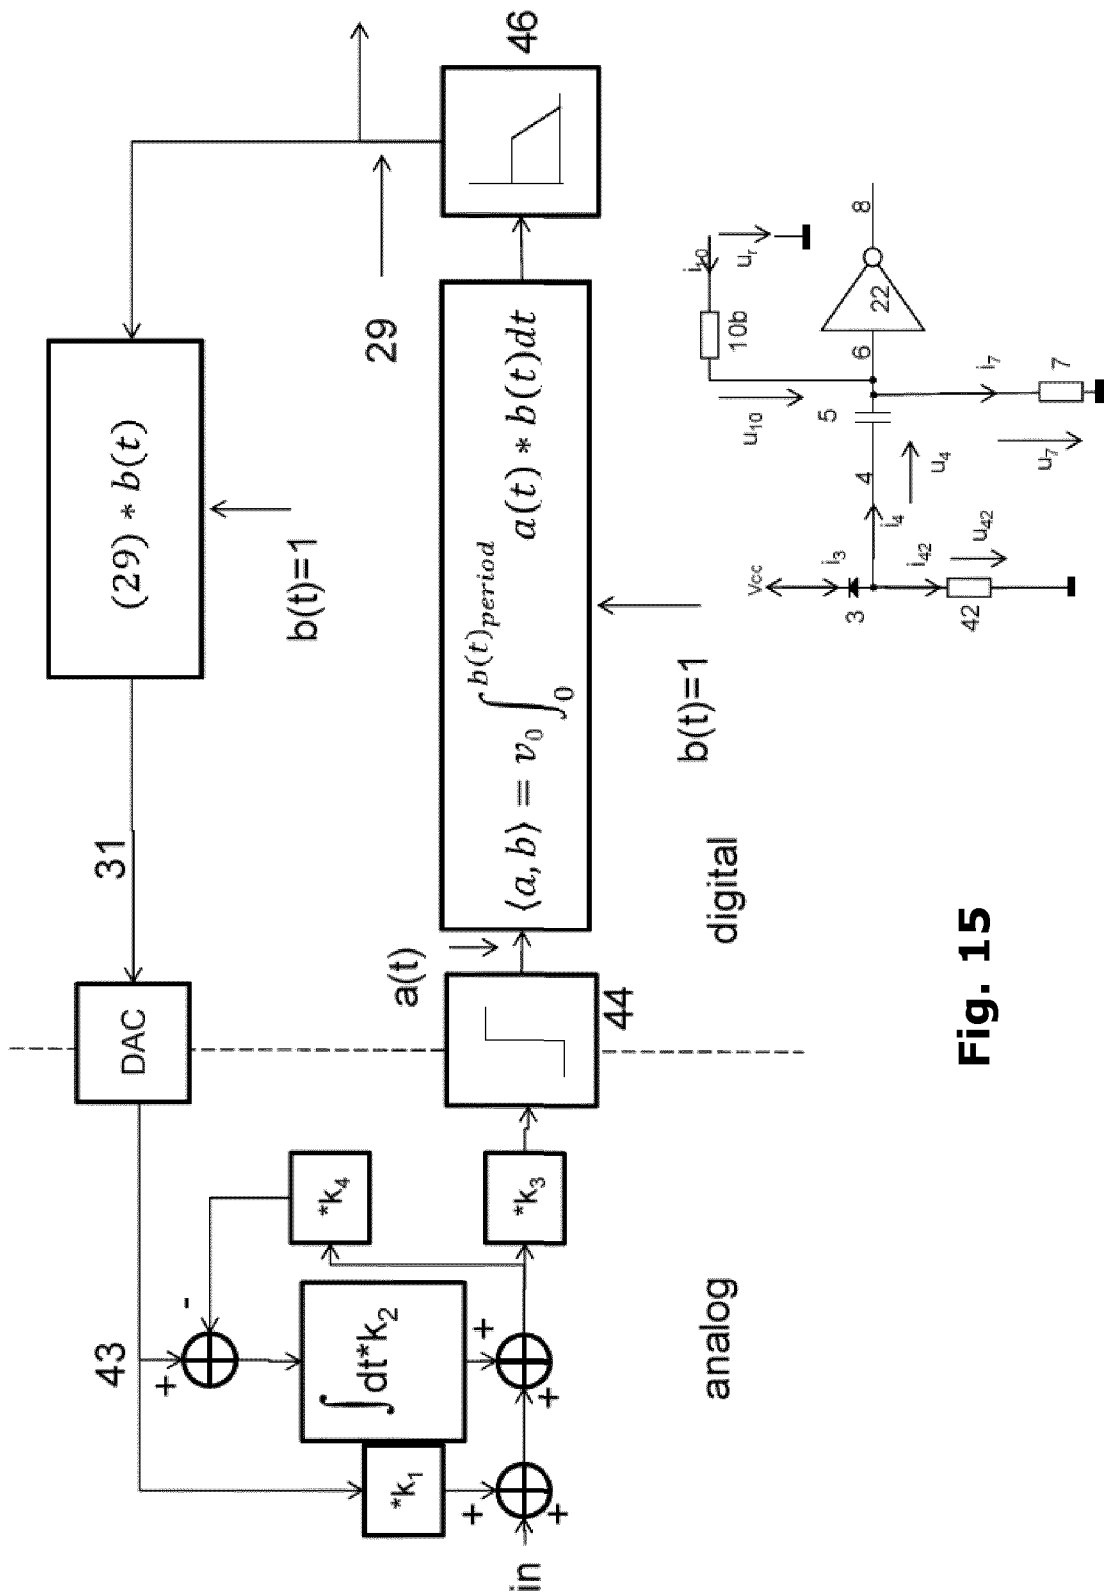 43
DAC
31
(29) * b(t)
b(t)=1
29
46
+
-
+
*k₁
∫dt*k₂
*k₄
*k₃
in
+
+
+
+
44
a(t)
⟨a, b⟩ = v₀ ∫₀^{b(t)_period} a(t) * b(t)dt
b(t)=1
analog
digital
Vcc
i₃
3
i₄
i₄₂
42
u₄₂
4
u₄
5
u₁₀
10b
i₁₀
uᵣ
6
22
8
i₇
7
u₇
Fig. 15